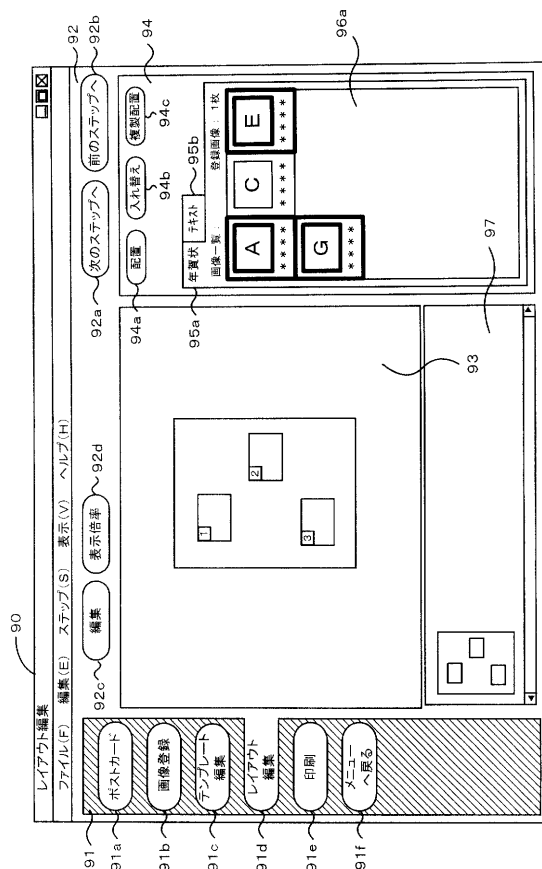 90
レイアウト編集
ファイル(F) 編集(E) ステップ(S) 表示(V) ヘルプ(H)
91
92
91a ポストカード
91b 画像登録
91c テンプレート編集
91d レイアウト編集
91e 印刷
91f メニューへ戻る
92c 編集
表示倍率 92d
92a 次のステップへ
前のステップへ 92b
94
94a 配置
94b 入れ替え
94c 複製配置
95a 年賀状
テキスト 95b
画像一覧: 登録画像: 1枚
A C E
**** **** ****
G
****
96a
1
2
3
93
97